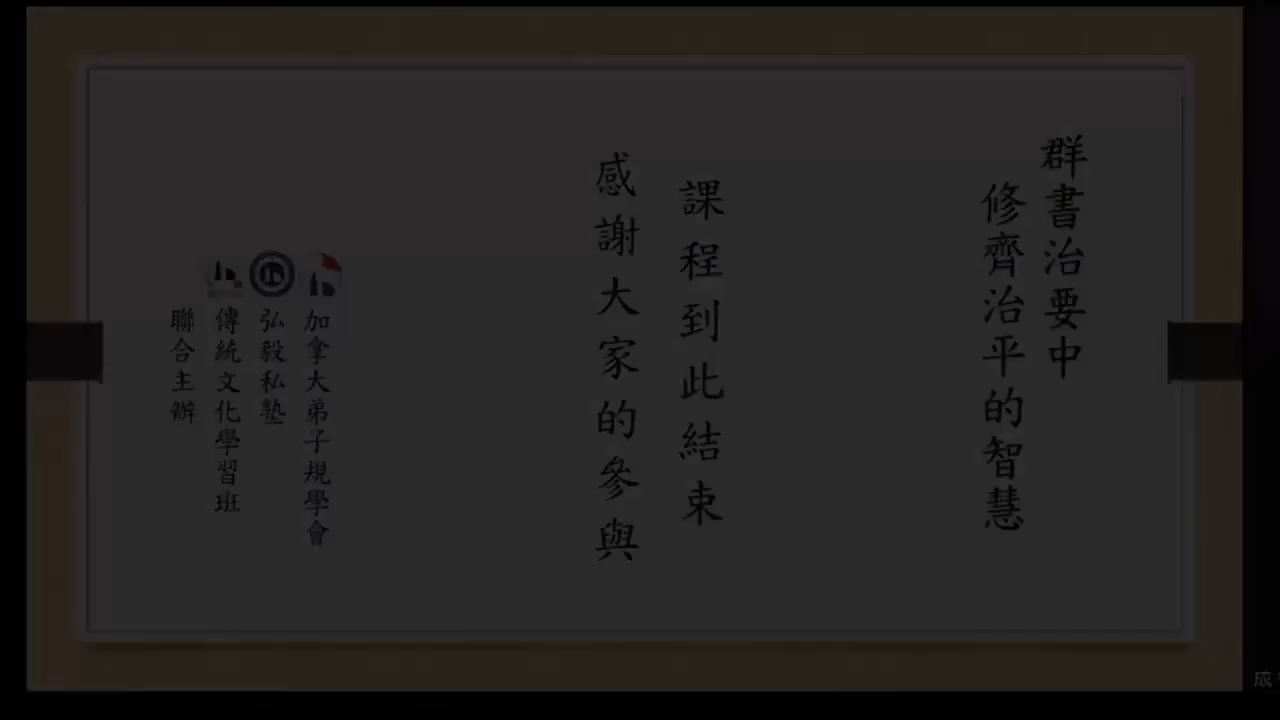 群書治要中
修齊治平的智慧
課程到此結束
感謝大家的參與
加拿大弟子規學會
弘毅私塾
傳統文化學習班
聯合主辦
成